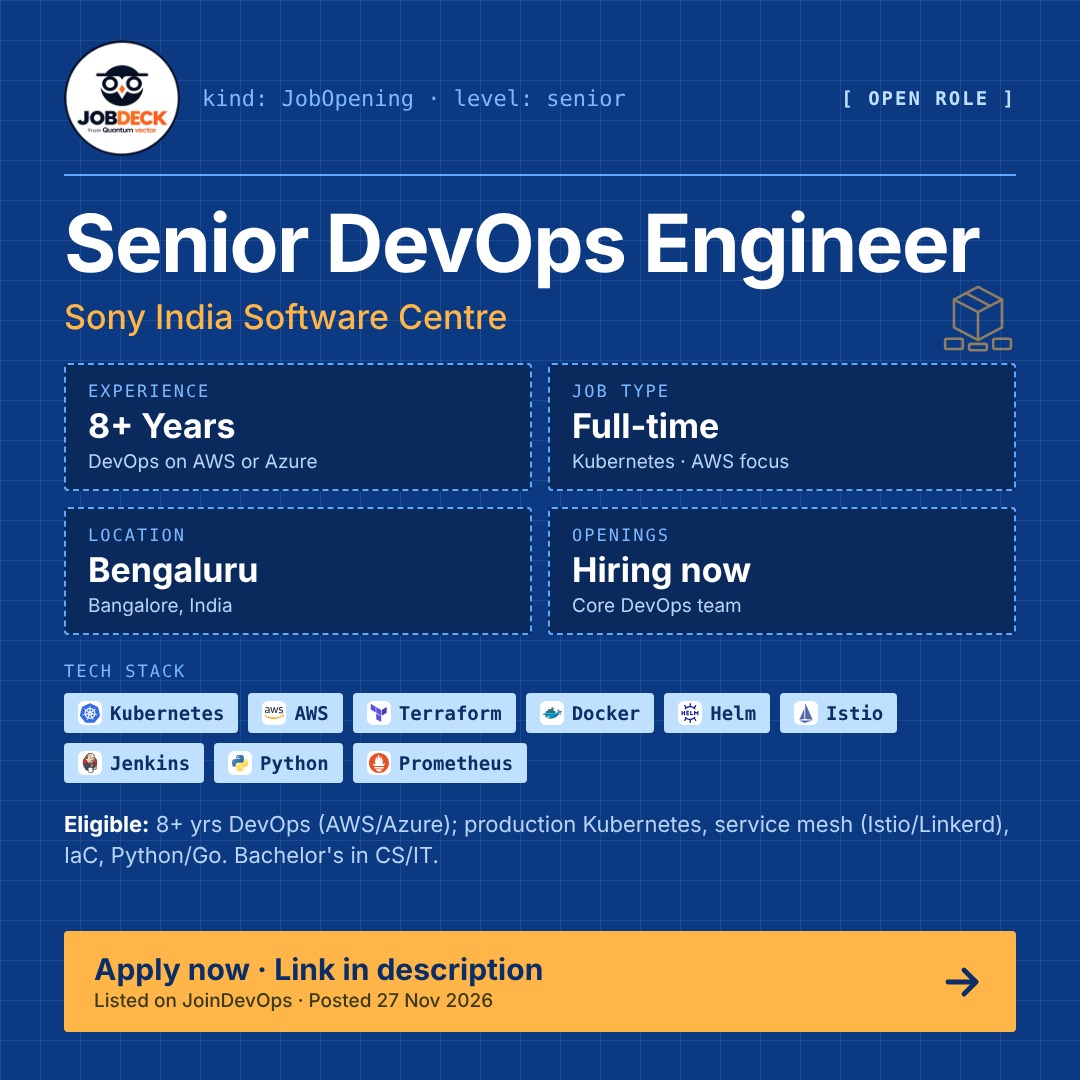 JOBDECK
From Quantum vector
kind: JobOpening · level: senior
[ OPEN ROLE ]
Senior DevOps Engineer
Sony India Software Centre
EXPERIENCE
8+ Years
DevOps on AWS or Azure
JOB TYPE
Full-time
Kubernetes · AWS focus
LOCATION
Bengaluru
Bangalore, India
OPENINGS
Hiring now
Core DevOps team
TECH STACK
Kubernetes
aws AWS
Terraform
Docker
HELM Helm
Istio
Jenkins
Python
Prometheus
Eligible: 8+ yrs DevOps (AWS/Azure); production Kubernetes, service mesh (Istio/Linkerd),
IaC, Python/Go. Bachelor's in CS/IT.
Apply now · Link in description
Listed on JoinDevOps · Posted 27 Nov 2026